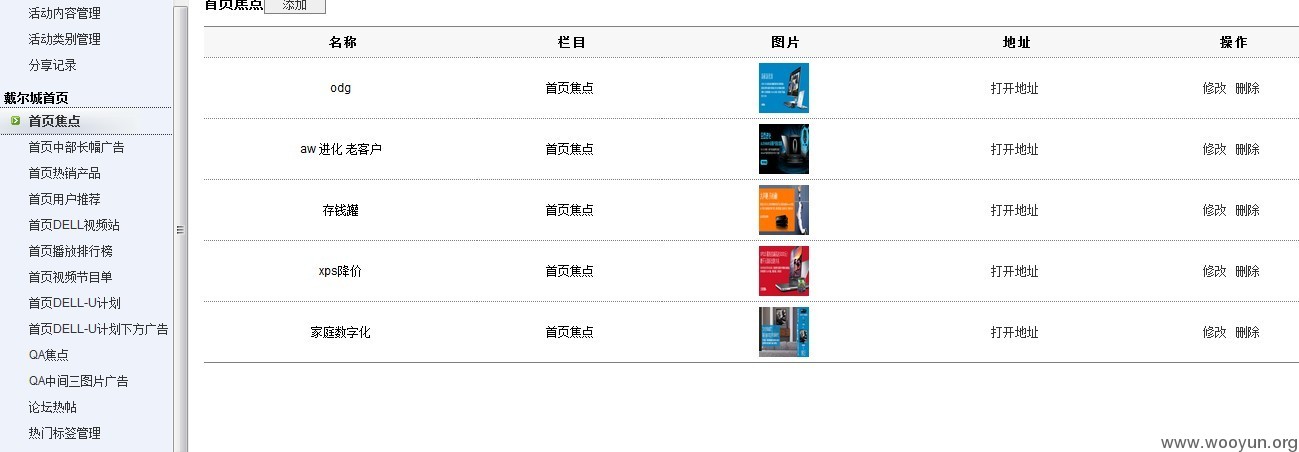 活动内容管理
活动类别管理
分享记录
戴尔城首页
首页焦点
首页中部长幅广告
首页热销产品
首页用户推荐
首页DELL视频站
首页播放排行榜
首页视频节目单
首页DELL-U计划
首页DELL-U计划下方广告
QA焦点
QA中间三图片广告
论坛热帖
热门标签管理
首页焦点 添加
名称 栏目 图片 地址 操作
odg 首页焦点 打开地址 修改 删除
aw 进化 老客户 首页焦点 打开地址 修改 删除
存钱罐 首页焦点 打开地址 修改 删除
xps降价 首页焦点 打开地址 修改 删除
家庭数字化 首页焦点 打开地址 修改 删除
www.wooyun.org